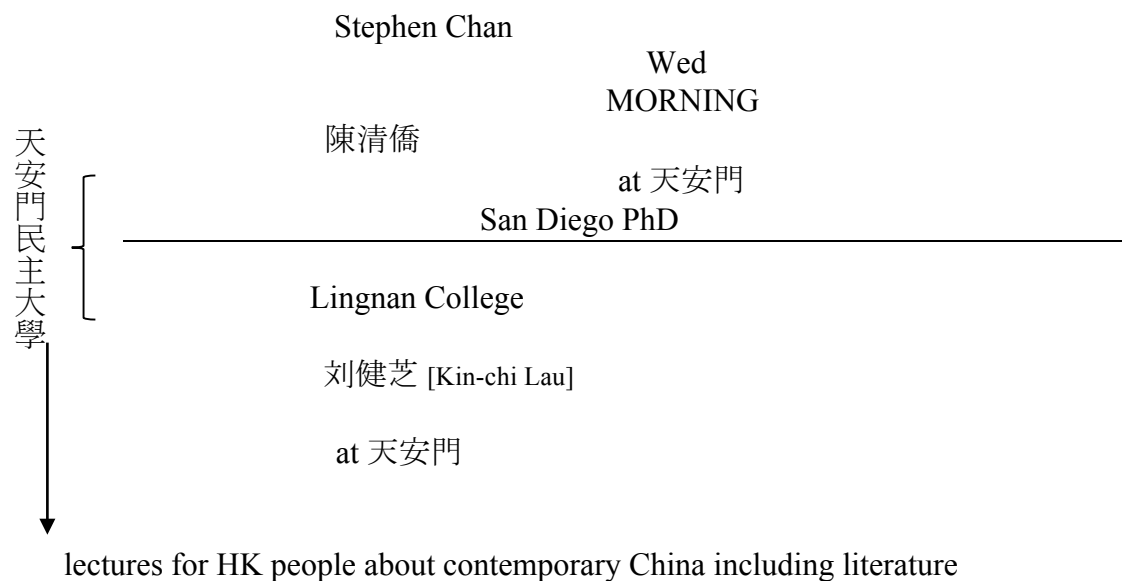 Stephen Chan
Wed
MORNING
陳清僑
at 天安門
San Diego PhD
天安門民主大學
Lingnan College
刘健芝 [Kin-chi Lau]
at 天安門
lectures for HK people about contemporary China including literature